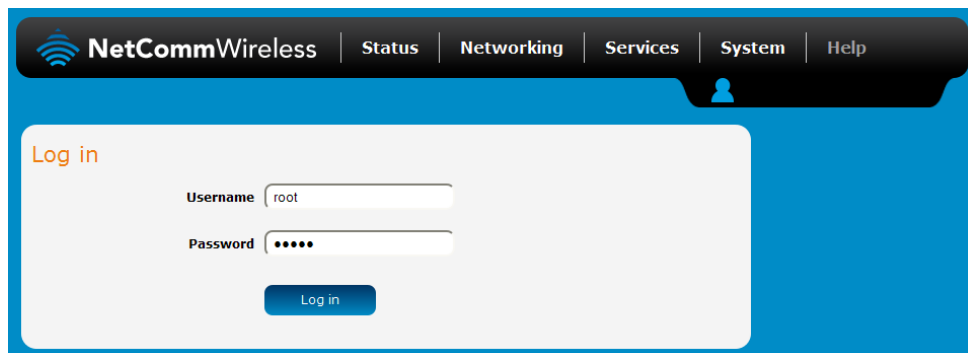 NetCommWireless Status Networking Services System Help
Log in
Username root
Password •••••
Log in